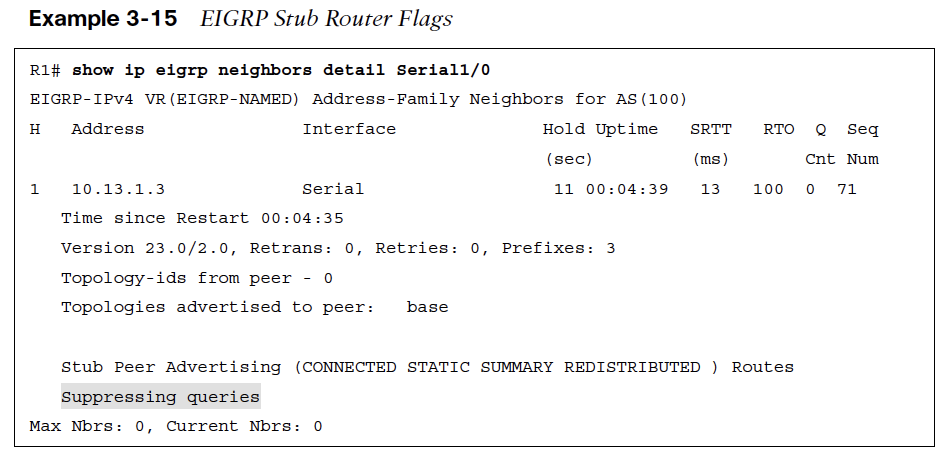 Example 3-15 EIGRP Stub Router Flags
R1# show ip eigrp neighbors detail Serial1/0
EIGRP-IPv4 VR(EIGRP-NAMED) Address-Family Neighbors for AS(100)
H Address Interface Hold Uptime SRTT RTO Q Seq
(sec) (ms) Cnt Num
1 10.13.1.3 Serial 11 00:04:39 13 100 0 71
Time since Restart 00:04:35
Version 23.0/2.0, Retrans: 0, Retries: 0, Prefixes: 3
Topology-ids from peer - 0
Topologies advertised to peer: base
Stub Peer Advertising (CONNECTED STATIC SUMMARY REDISTRIBUTED ) Routes
Suppressing queries
Max Nbrs: 0, Current Nbrs: 0